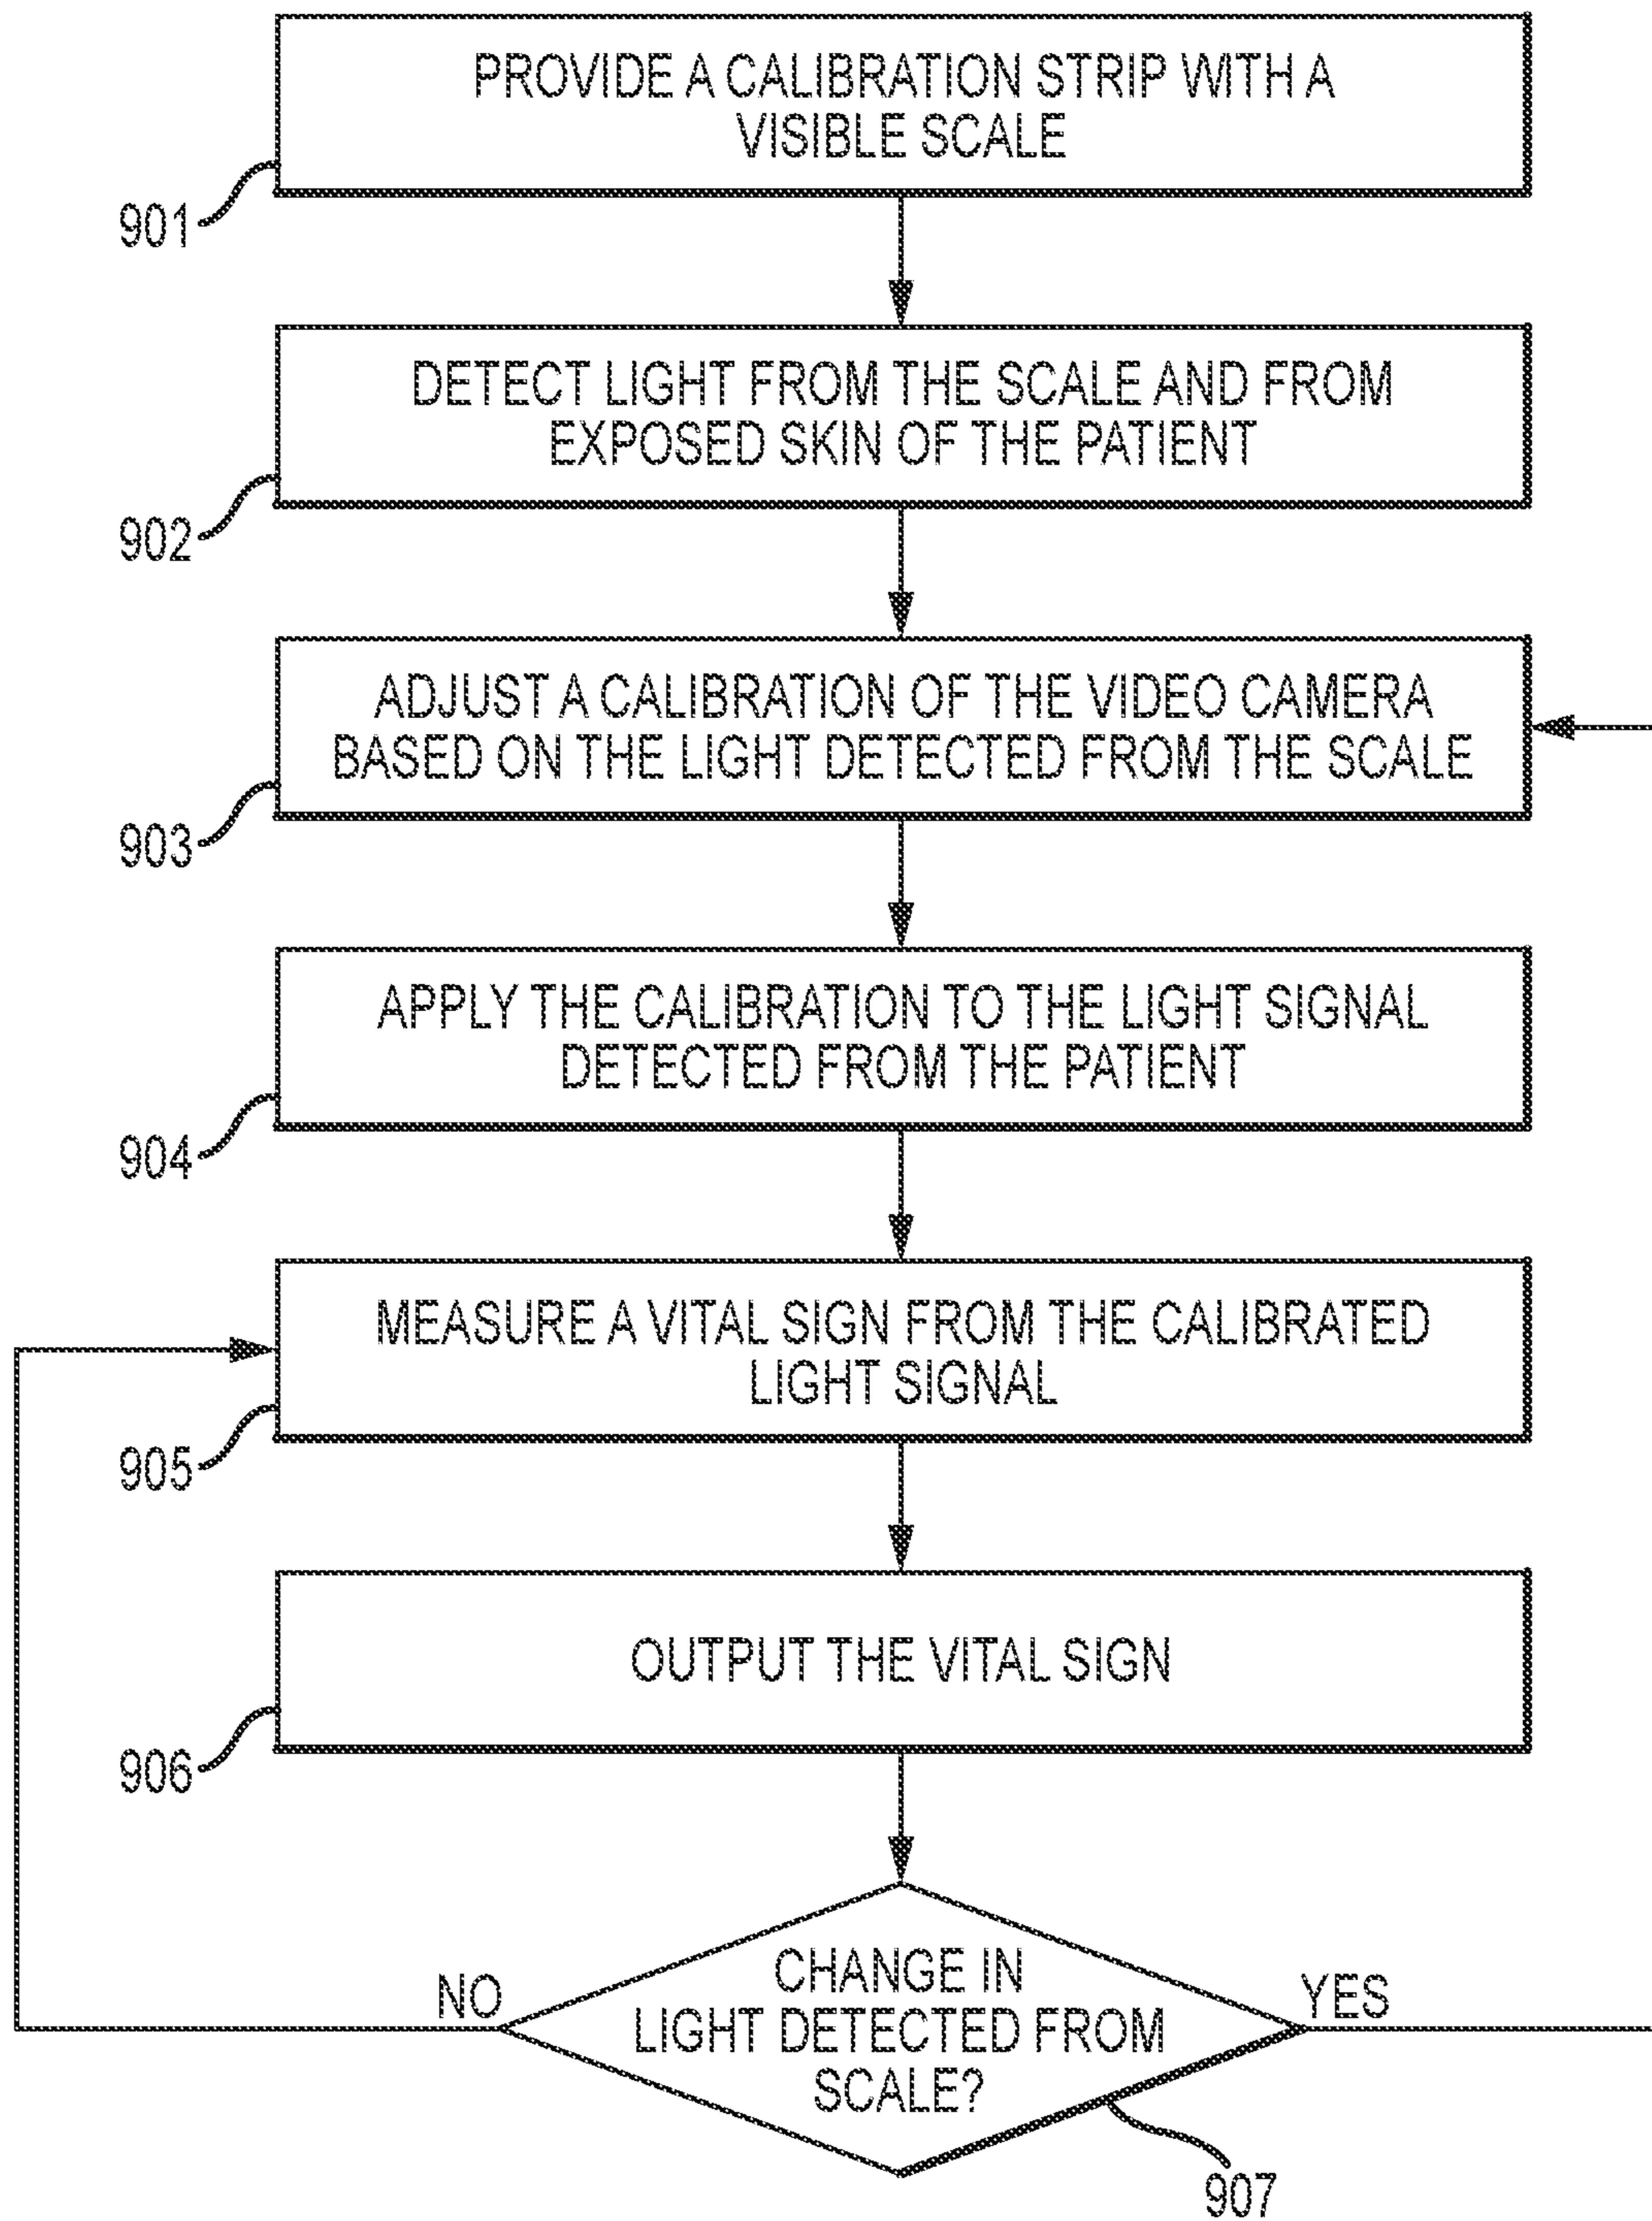 PROVIDE A CALIBRATION STRIP WITH A
VISIBLE SCALE
901
DETECT LIGHT FROM THE SCALE AND FROM
EXPOSED SKIN OF THE PATIENT
902
ADJUST A CALIBRATION OF THE VIDEO CAMERA
BASED ON THE LIGHT DETECTED FROM THE SCALE
903
APPLY THE CALIBRATION TO THE LIGHT SIGNAL
DETECTED FROM THE PATIENT
904
MEASURE A VITAL SIGN FROM THE CALIBRATED
LIGHT SIGNAL
905
OUTPUT THE VITAL SIGN
906
NO
CHANGE IN
LIGHT DETECTED FROM
SCALE?
YES
907